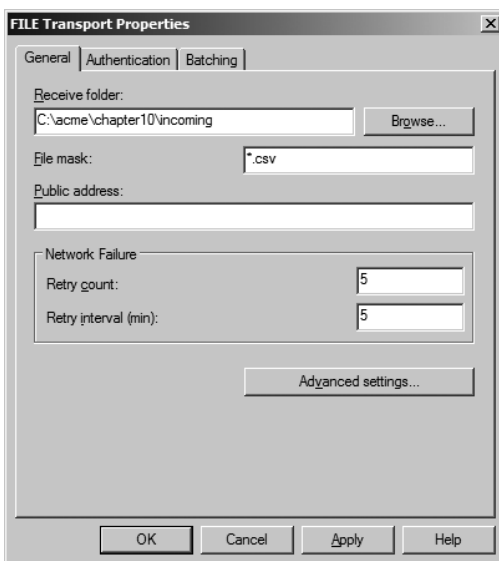 FILE Transport Properties
General Authentication Batching
Receive folder:
C:\acme\chapter10\incoming Browse...
File mask: *.csv
Public address:
Network Failure
Retry count: 5
Retry interval (min): 5
Advanced settings...
OK Cancel Apply Help